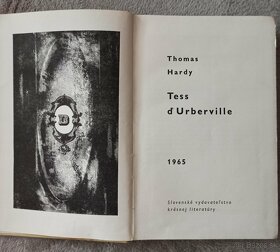 Thomas
Hardy
Tess
ď Urberville
1965
Slovenské vydavateľstvo
krásnej literatúry